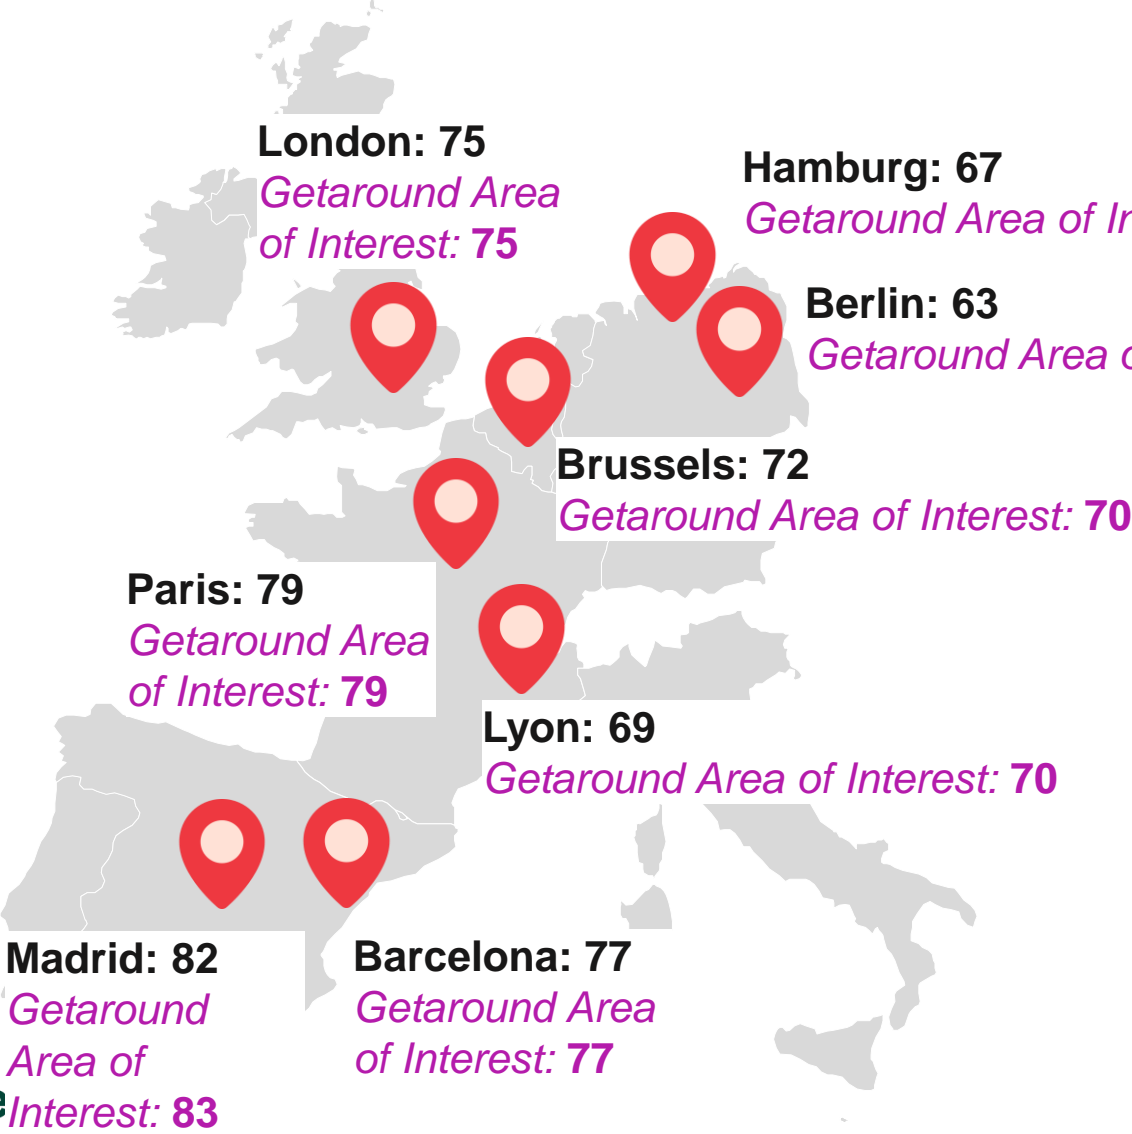 London: 75
Getaround Area
of Interest: 75
Hamburg: 67
Getaround Area of
Berlin: 63
Getaround Area
Brussels: 72
Getaround Area of Interest: 70
Paris: 79
Getaround Area
of Interest: 79
Lyon: 69
Getaround Area of Interest: 70
Madrid: 82
Getaround
Area of
Interest: 83
Barcelona: 77
Getaround Area
of Interest: 77